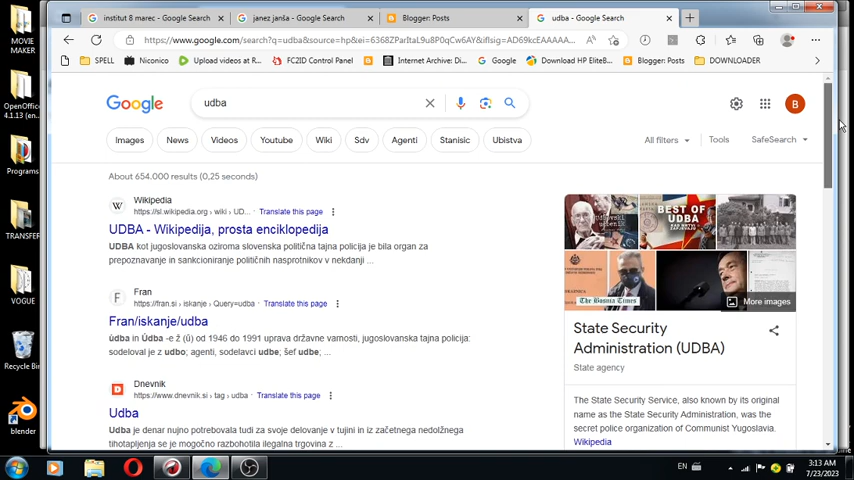 MOVIE
MAKER
OpenOffice
4.1.13 (en...
Programs
TRANSFER
VOGUE
Recycle Bin
blender
institut 8 marec - Google Search
janez janša - Google Search
Blogger: Posts
udba - Google Search
https://www.google.com/search?q=udba&source=hp&ei=6368ZParItaL9u8P0qCw6AY&iflsig=AD69kcEAAAAA...
SPELL
Niconico
Upload videos at R...
FC2ID Control Panel
Internet Archive: Di...
Google
Download HP EliteB...
Blogger: Posts
DOWNLOADER
Google
udba
B
Images
News
Videos
Youtube
Wiki
Sdv
Agenti
Stanisic
Ubistva
All filters
Tools
SafeSearch
About 654.000 results (0,25 seconds)
W
Wikipedia
https://sl.wikipedia.org › wiki › UD... Translate this page
UDBA - Wikipedija, prosta enciklopedija
UDBA kot jugoslovanska oziroma slovenska politična tajna policija je bila organ za
prepoznavanje in sankcioniranje političnih nasprotnikov v nekdanji ...
F
Fran
https://fran.si › iskanje › Query=udba Translate this page
Fran/iskanje/udba
údba in Údba -e ž (ú) od 1946 do 1991 uprava državne varnosti, jugoslovanska tajna policija:
sodeloval je z udbo; agenti, sodelavci udbe; šef udbe; ...
D
Dnevnik
https://www.dnevnik.si › tag › udba Translate this page
Udba
Udba je denar nujno potrebovala tudi za svoje delovanje v tujini in iz začetnega nedolžnega
tihotapljenja se je mogočno razbohotila ilegalna trgovina z ...
BEST OF
UDBA
The Bosnia Times
More images
State Security
Administration (UDBA)
State agency
The State Security Service, also known by its original
name as the State Security Administration, was the
secret police organization of Communist Yugoslavia.
Wikipedia
EN
3:13 AM
7/23/2023